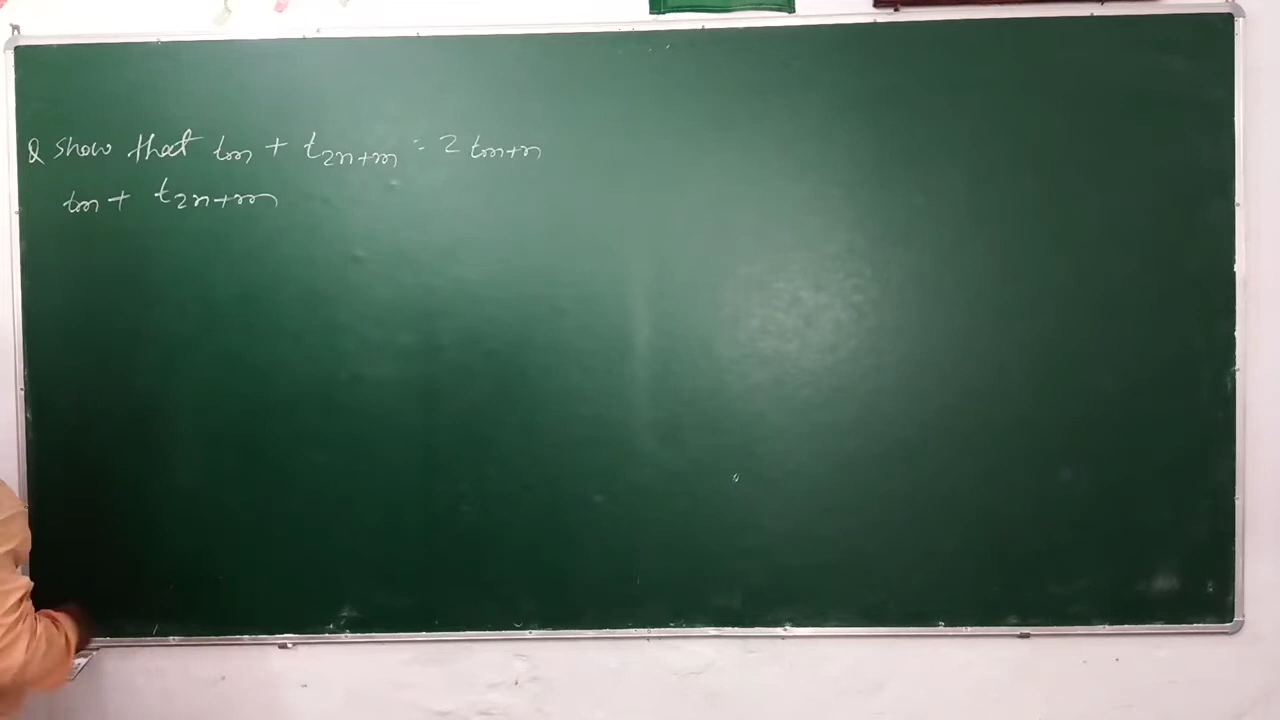 Q show that tm + t2n+m = 2 tm+n
tm + t2n+m